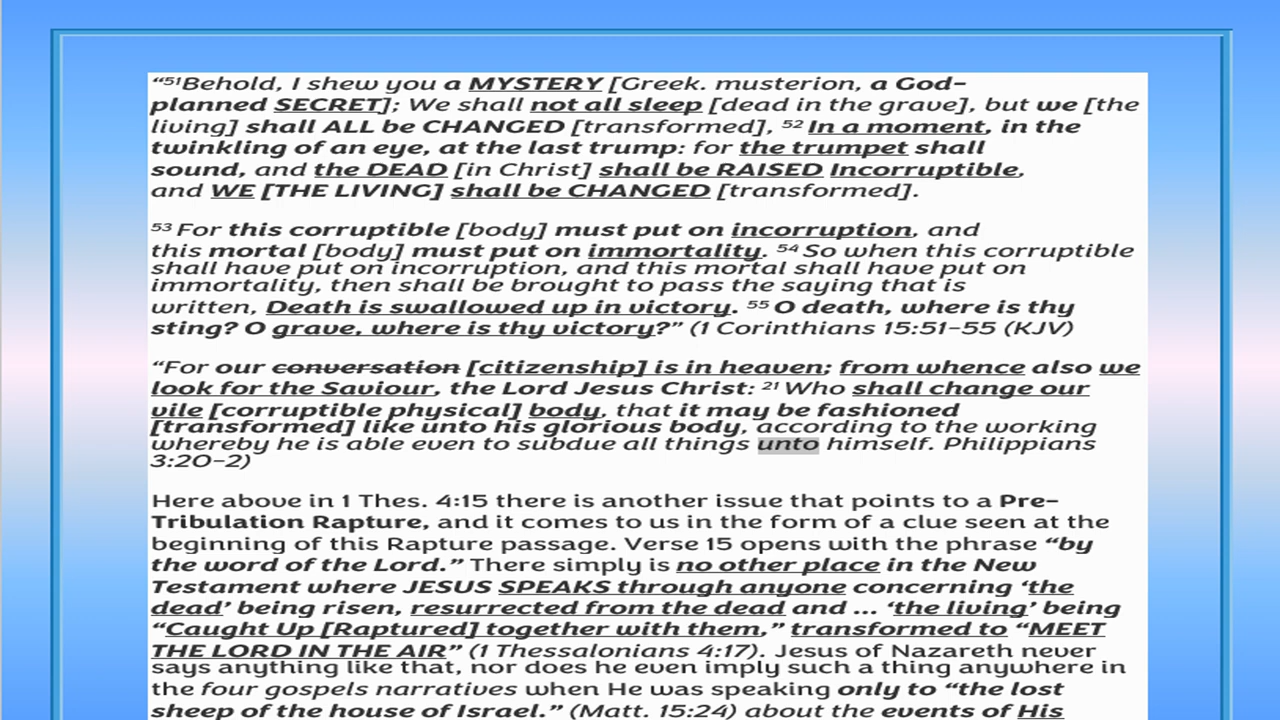 “⁵¹Behold, I shew you a MYSTERY [Greek. musterion, a God–
planned SECRET]; We shall not all sleep [dead in the grave], but we [the
living] shall ALL be CHANGED [transformed], ⁵² In a moment, in the
twinkling of an eye, at the last trump: for the trumpet shall
sound, and the DEAD [in Christ] shall be RAISED Incorruptible,
and WE [THE LIVING] shall be CHANGED [transformed].
⁵³ For this corruptible [body] must put on incorruption, and
this mortal [body] must put on immortality. ⁵⁴ So when this corruptible
shall have put on incorruption, and this mortal shall have put on
immortality, then shall be brought to pass the saying that is
written, Death is swallowed up in victory. ⁵⁵ O death, where is thy
sting? O grave, where is thy victory?” (1 Corinthians 15:51–55 (KJV)
“For our conversation [citizenship] is in heaven; from whence also we
look for the Saviour, the Lord Jesus Christ: ²¹ Who shall change our
vile [corruptible physical] body, that it may be fashioned
[transformed] like unto his glorious body, according to the working
whereby he is able even to subdue all things unto himself. Philippians
3:20–2)
Here above in 1 Thes. 4:15 there is another issue that points to a Pre–
Tribulation Rapture, and it comes to us in the form of a clue seen at the
beginning of this Rapture passage. Verse 15 opens with the phrase “by
the word of the Lord.” There simply is no other place in the New
Testament where JESUS SPEAKS through anyone concerning ‘the
dead’ being risen, resurrected from the dead and ... ‘the living’ being
“Caught Up [Raptured] together with them,” transformed to “MEET
THE LORD IN THE AIR” (1 Thessalonians 4:17). Jesus of Nazareth never
says anything like that, nor does he even imply such a thing anywhere in
the four gospels narratives when He was speaking only to “the lost
sheep of the house of Israel.” (Matt. 15:24) about the events of His